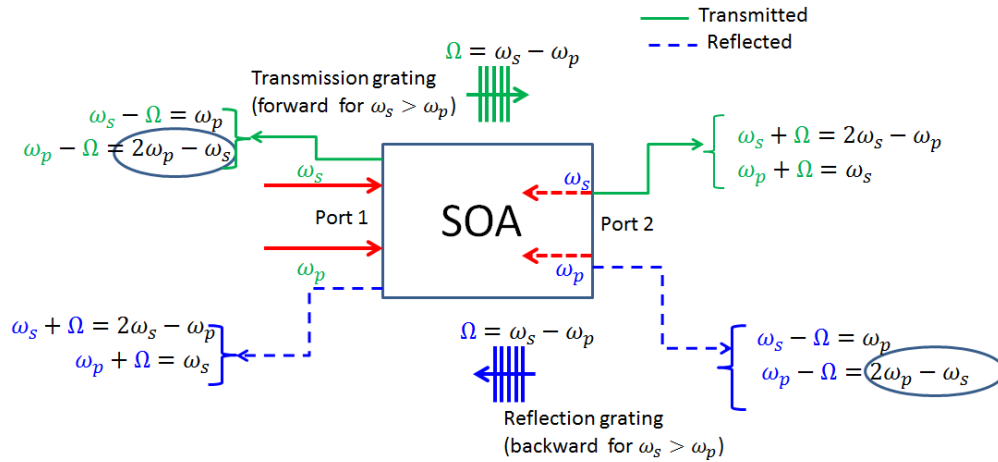 Transmitted
Reflected
Ω = ωₛ − ωₚ
Transmission grating
(forward for ωₛ > ωₚ)
ωₛ − Ω = ωₚ
ωₚ − Ω = 2ωₚ − ωₛ
ωₛ + Ω = 2ωₛ − ωₚ
ωₚ + Ω = ωₛ
ωₛ
ωₛ
Port 1
SOA
Port 2
ωₚ
ωₚ
ωₛ + Ω = 2ωₛ − ωₚ
ωₚ + Ω = ωₛ
Ω = ωₛ − ωₚ
ωₛ − Ω = ωₚ
ωₚ − Ω = 2ωₚ − ωₛ
Reflection grating
(backward for ωₛ > ωₚ)